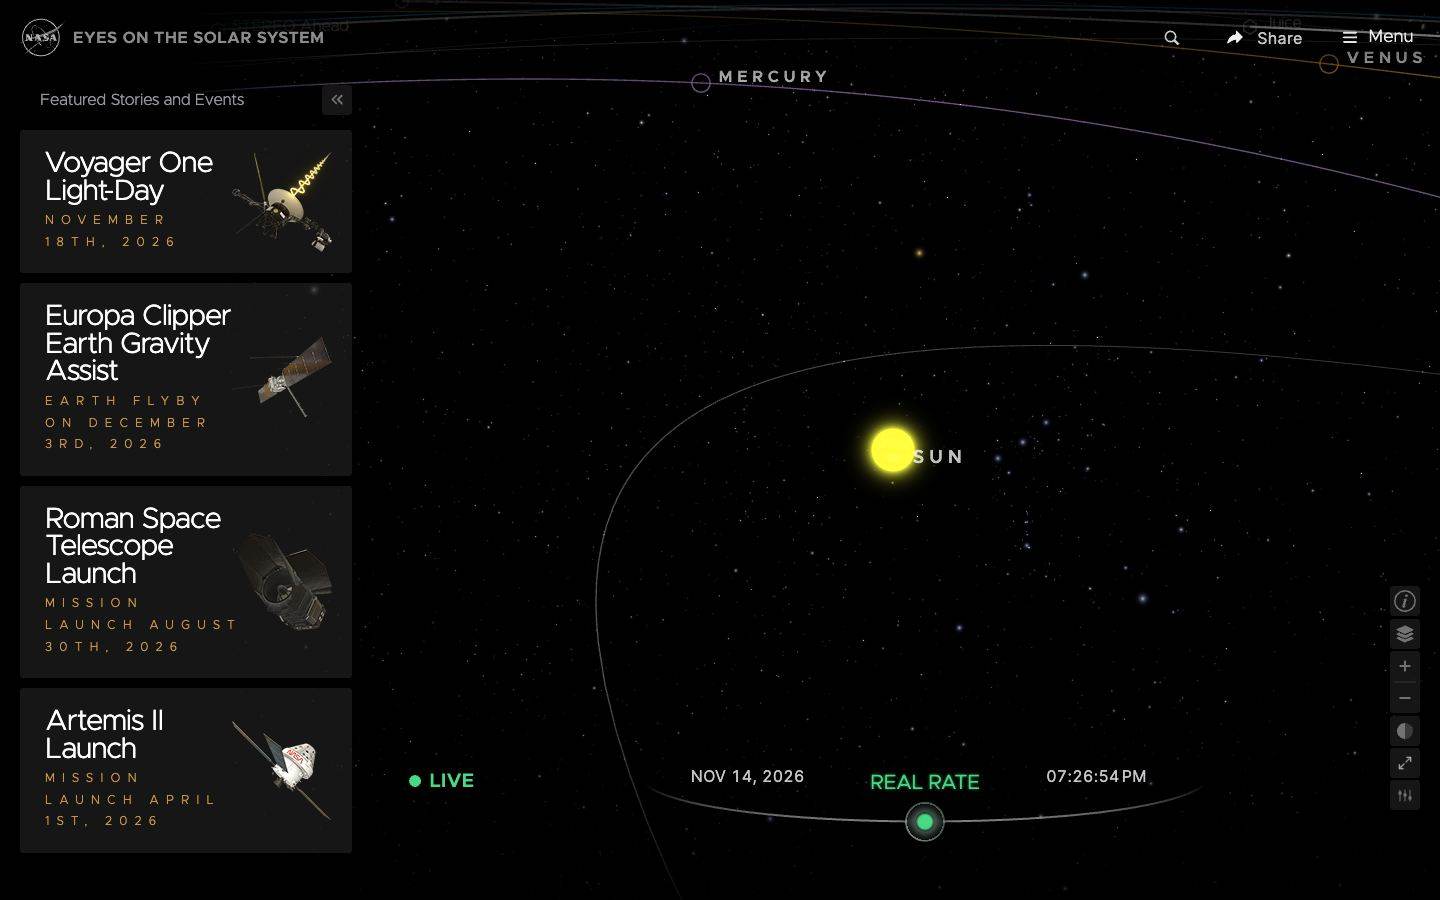 STEREO Ahead
Juice
NASA
EYES ON THE SOLAR SYSTEM
Share
Menu
VENUS
MERCURY
Featured Stories and Events
Voyager One
Light-Day
NOVEMBER
18TH, 2026
Europa Clipper
Earth Gravity
Assist
EARTH FLYBY
ON DECEMBER
3RD, 2026
SUN
Roman Space
Telescope
Launch
MISSION
LAUNCH AUGUST
30TH, 2026
Artemis II
Launch
MISSION
LAUNCH APRIL
1ST, 2026
LIVE
NOV 14, 2026
REAL RATE
07:26:54 PM